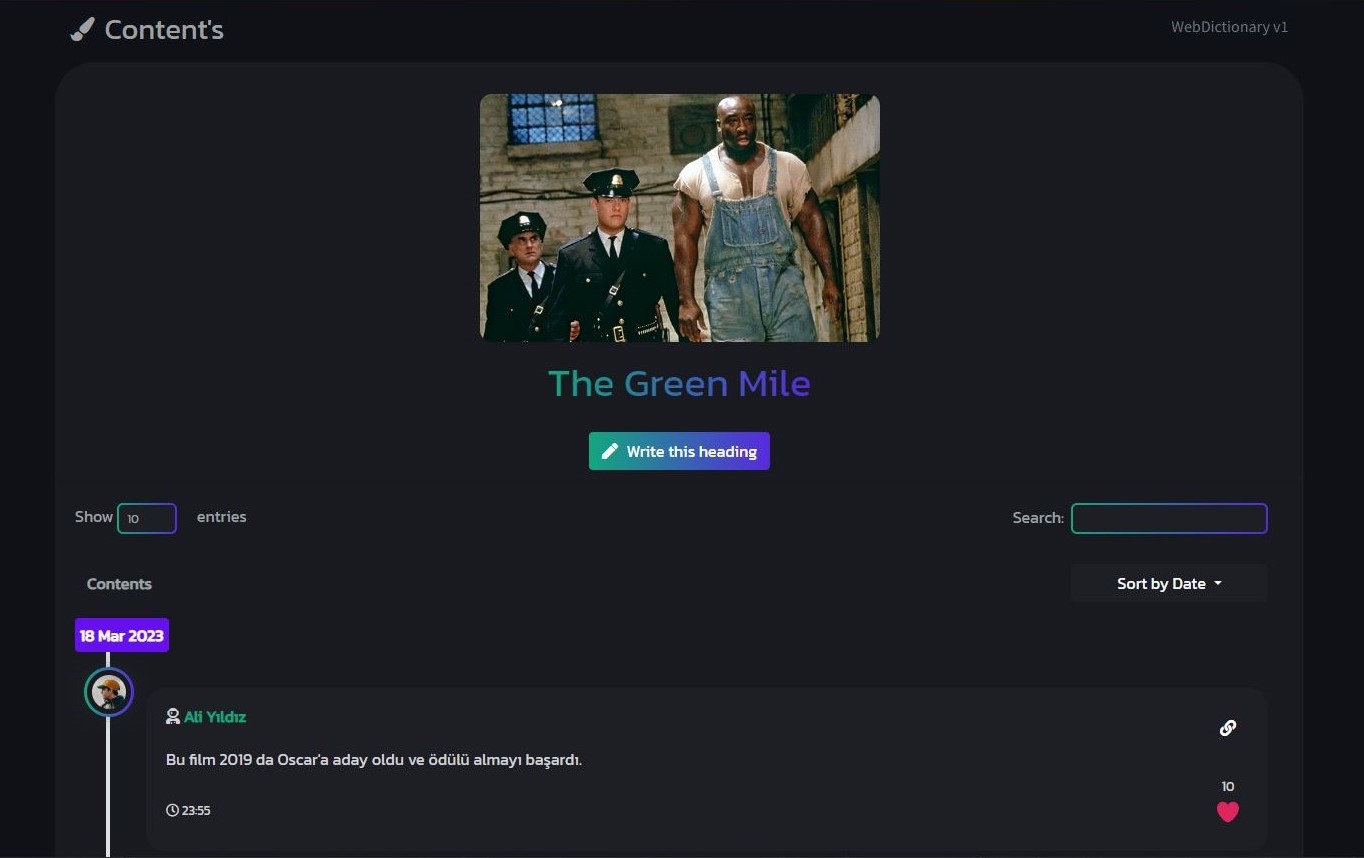 Content's
WebDictionary v1
The Green Mile
Write this heading
Show 10 entries
Search:
Contents
Sort by Date
18 Mar 2023
Ali Yıldız
Bu film 2019 da Oscar'a aday oldu ve ödülü almayı başardı.
10
23:55